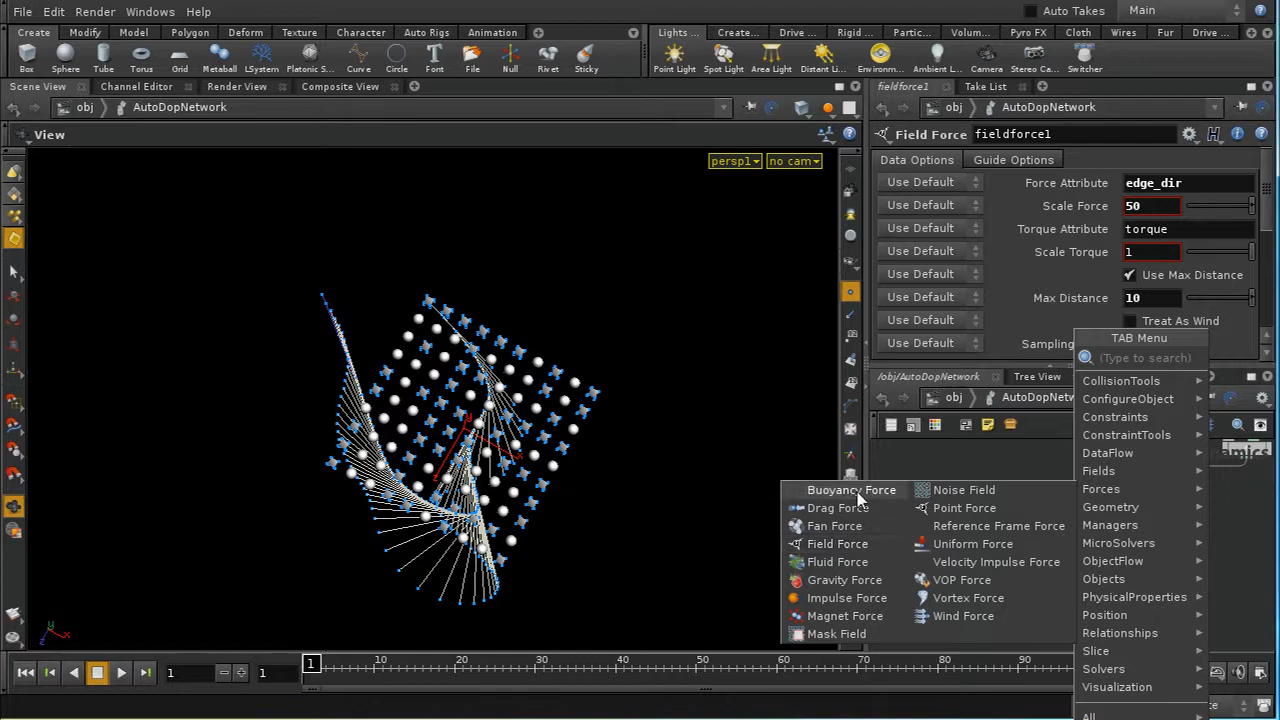 File Edit Render Windows Help Auto Takes Main
Create Modify Model Polygon Deform Texture Character Auto Rigs Animation Lights ... Create... Drive ... Rigid ... Partic... Volum... Pyro FX Cloth Wires Fur Drive ...
Box Sphere Tube Torus Grid Metaball LSystem Platonic S... Curve Circle Font File Null Rivet Sticky Point Light Spot Light Area Light Distant Li... Environm... Ambient L... Camera Stereo Ca... Switcher
Scene View Channel Editor Render View Composite View fieldforce1 Take List
obj AutoDopNetwork obj AutoDopNetwork
View Field Force fieldforce1
persp1 no cam Data Options Guide Options
Use Default Force Attribute edge_dir
Use Default Scale Force 50
Use Default Torque Attribute torque
Use Default Scale Torque 1
Use Default Use Max Distance
Use Default Max Distance 10
Use Default Treat As Wind
Use Default Sampling
TAB Menu
(Type to search)
/obj/AutoDopNetwork Tree View
obj AutoDopNetwork
CollisionTools
ConfigureObject
Constraints
ConstraintTools
DataFlow
Fields
Forces
Geometry
Managers
MicroSolvers
ObjectFlow
Objects
PhysicalProperties
Position
Relationships
Slice
Solvers
Visualization
All
Buoyancy Force Noise Field
Drag Force Point Force
Fan Force Reference Frame Force
Field Force Uniform Force
Fluid Force Velocity Impulse Force
Gravity Force VOP Force
Impulse Force Vortex Force
Magnet Force Wind Force
Mask Field
y x z
y x z
1 1 1 10 20 30 40 50 60 70 80 90